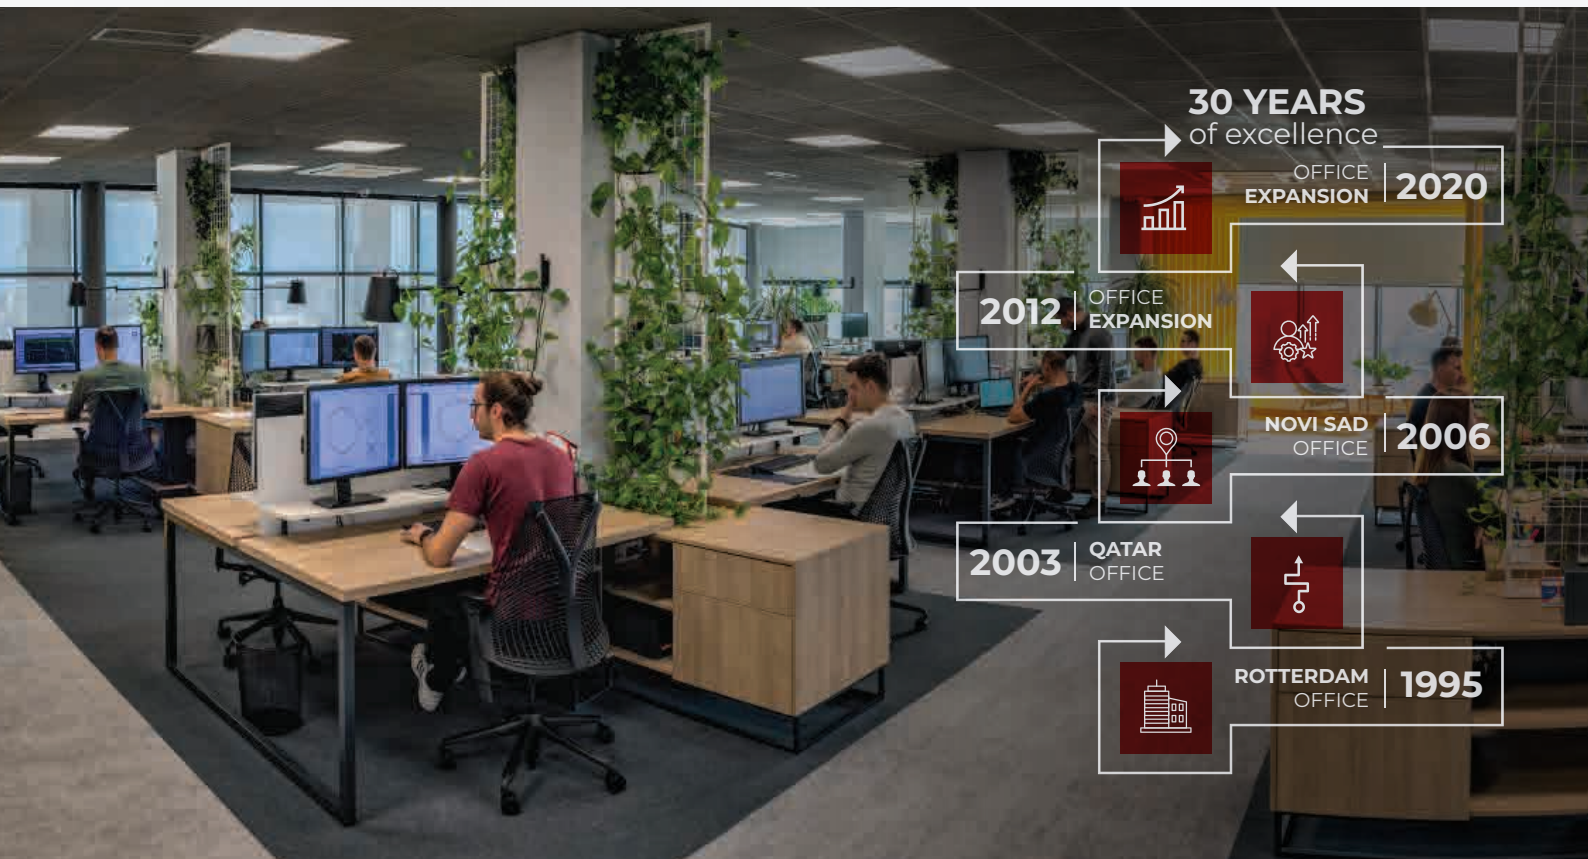 30 YEARS
of excellence
OFFICE
EXPANSION
2020
2012
OFFICE
EXPANSION
NOVI SAD
OFFICE
2006
2003
QATAR
OFFICE
ROTTERDAM
OFFICE
1995